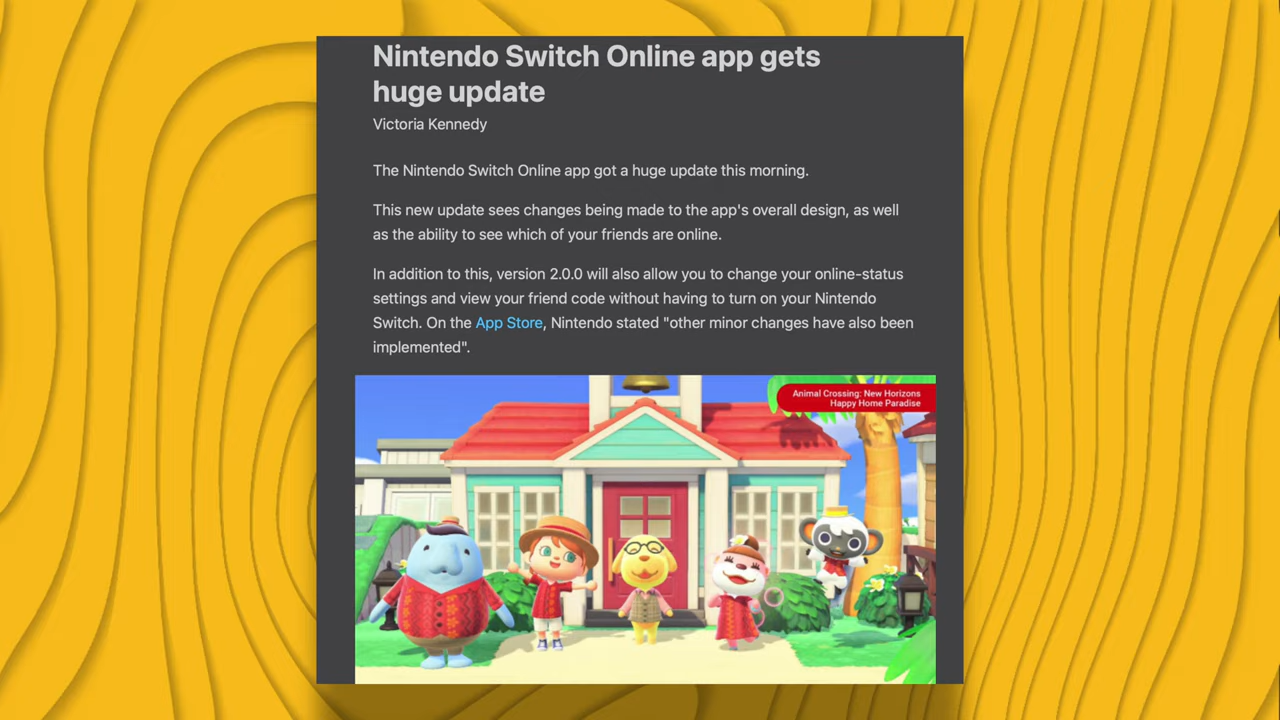 Nintendo Switch Online app gets
huge update
Victoria Kennedy
The Nintendo Switch Online app got a huge update this morning.
This new update sees changes being made to the app's overall design, as well
as the ability to see which of your friends are online.
In addition to this, version 2.0.0 will also allow you to change your online-status
settings and view your friend code without having to turn on your Nintendo
Switch. On the App Store, Nintendo stated "other minor changes have also been
implemented".
Animal Crossing: New Horizons
Happy Home Paradise